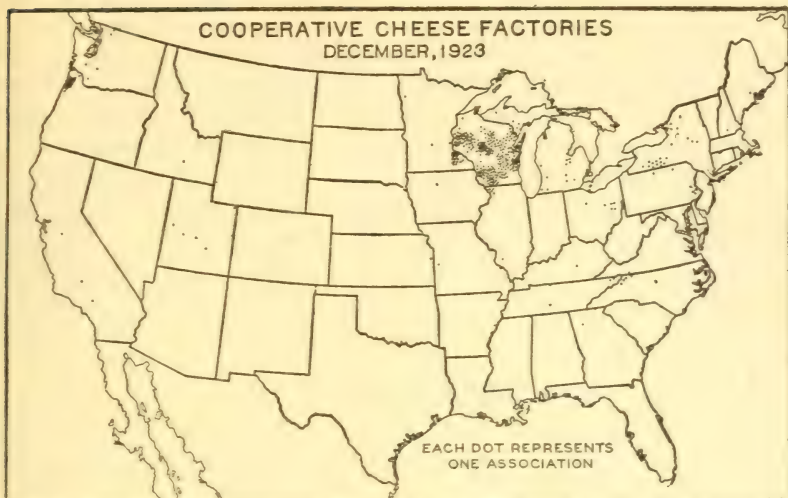 COOPERATIVE CHEESE FACTORIES
DECEMBER, 1923
EACH DOT REPRESENTS
ONE ASSOCIATION